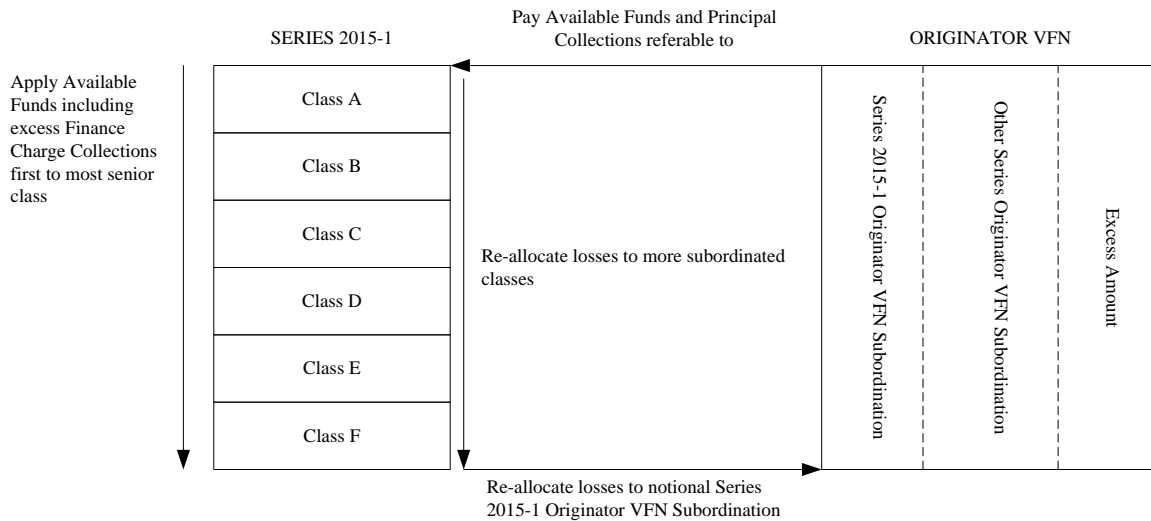 Pay Available Funds and Principal
Collections referable to
SERIES 2015-1
ORIGINATOR VFN
Apply Available
Funds including
excess Finance
Charge Collections
first to most senior
class
Class A
Class B
Class C
Class D
Class E
Class F
Re-allocate losses to more subordinated
classes
Series 2015-1 Originator VFN Subordination
Other Series Originator VFN Subordination
Excess Amount
Re-allocate losses to notional Series
2015-1 Originator VFN Subordination